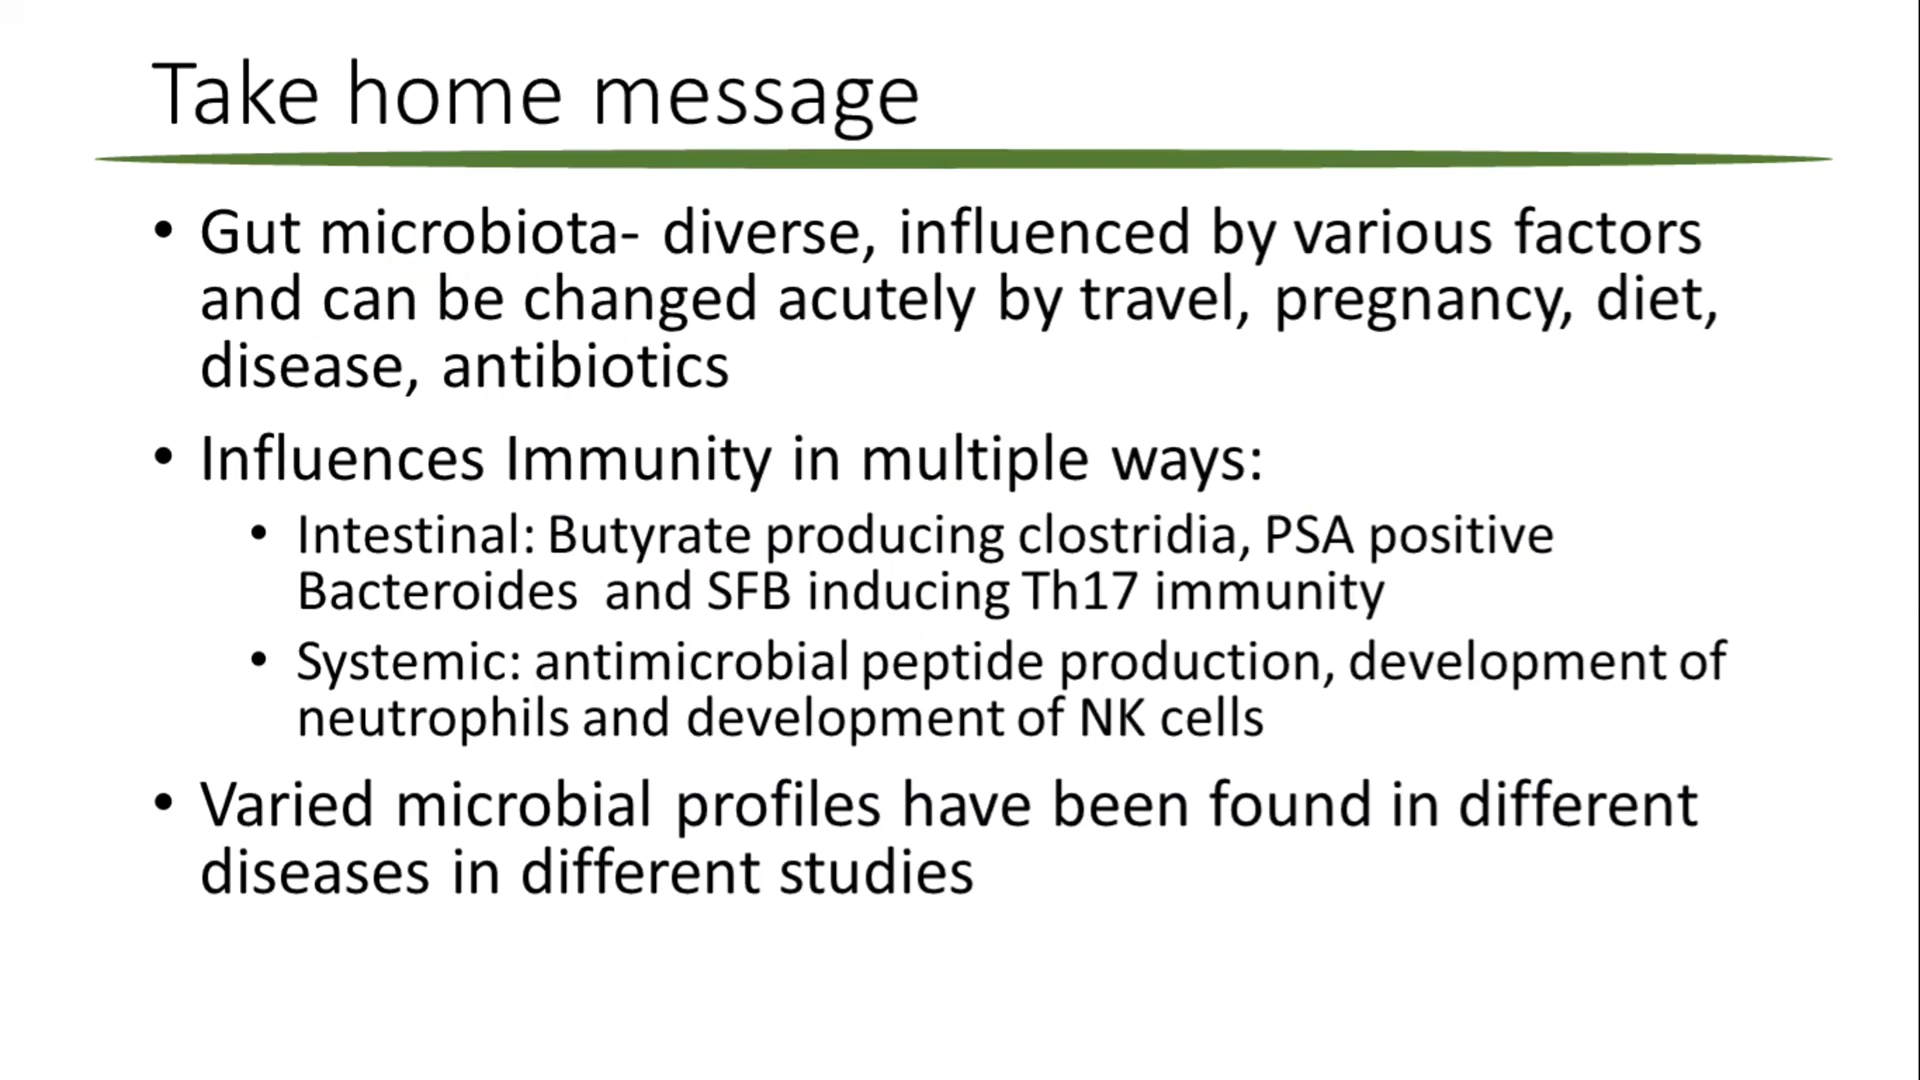 Take home message
• Gut microbiota- diverse, influenced by various factors
and can be changed acutely by travel, pregnancy, diet,
disease, antibiotics
• Influences Immunity in multiple ways:
• Intestinal: Butyrate producing clostridia, PSA positive
Bacteroides  and SFB inducing Th17 immunity
• Systemic: antimicrobial peptide production, development of
neutrophils and development of NK cells
• Varied microbial profiles have been found in different
diseases in different studies